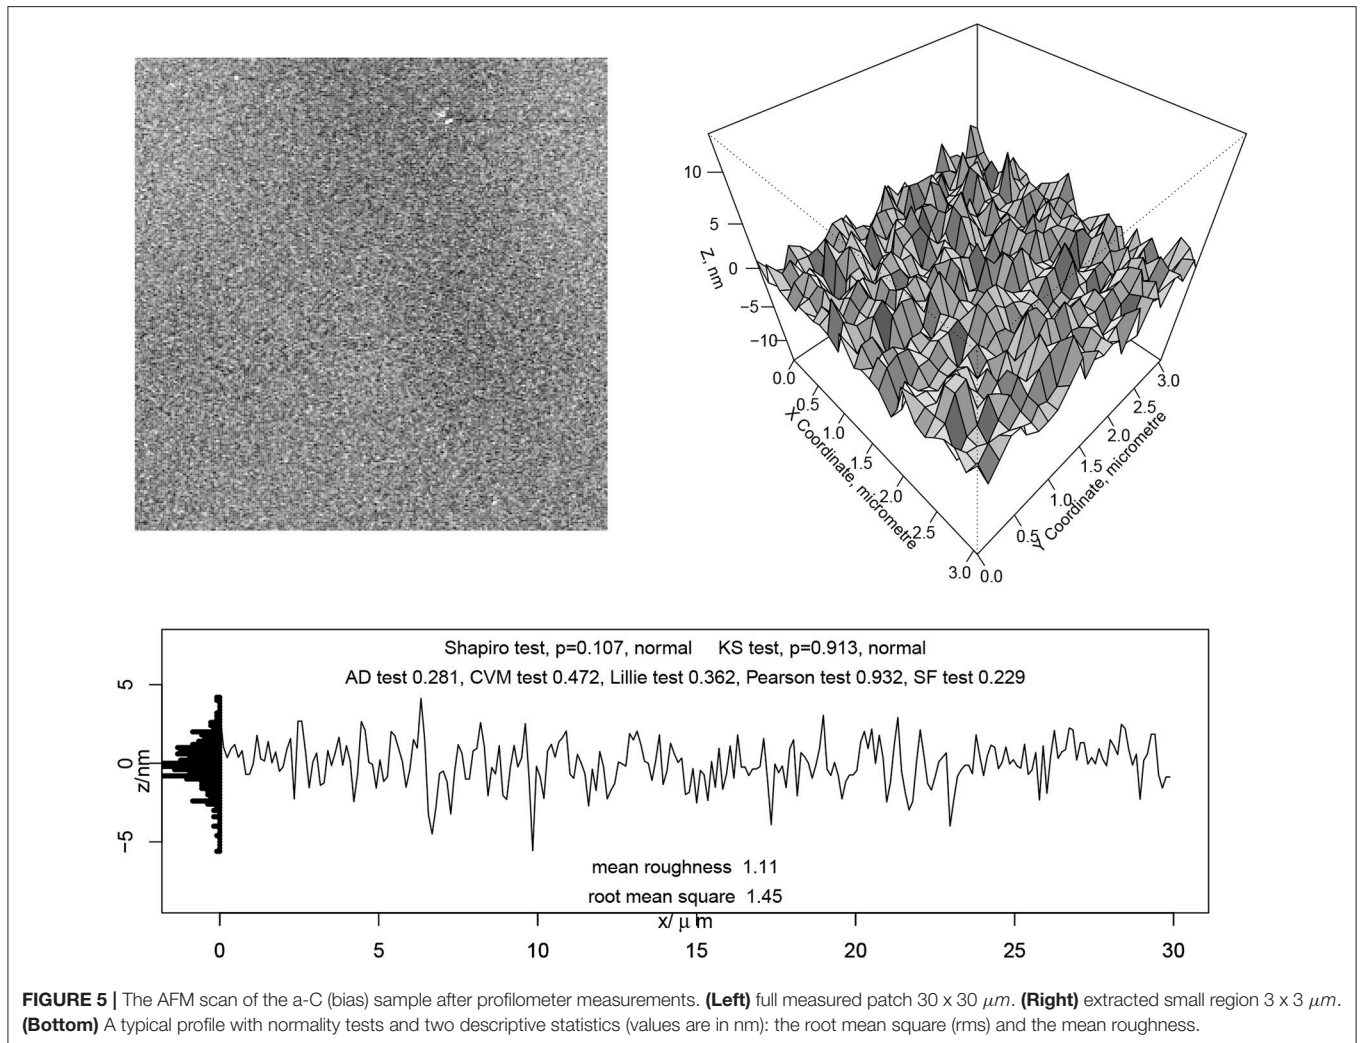 10
5
0
−5
−10
Z, nm
0.0
0.5
1.0
1.5
2.0
2.5
3.0
X Coordinate, micrometre
0.0
0.5
1.0
1.5
2.0
2.5
3.0
Y Coordinate, micrometre
Shapiro test, p=0.107, normal KS test, p=0.913, normal
AD test 0.281, CVM test 0.472, Lillie test 0.362, Pearson test 0.932, SF test 0.229
5
0
−5
z/nm
mean roughness 1.11
root mean square 1.45
x/ μ m
0 5 10 15 20 25 30
FIGURE 5 | The AFM scan of the a-C (bias) sample after profilometer measurements. (Left) full measured patch 30 x 30 μm. (Right) extracted small region 3 x 3 μm.
(Bottom) A typical profile with normality tests and two descriptive statistics (values are in nm): the root mean square (rms) and the mean roughness.